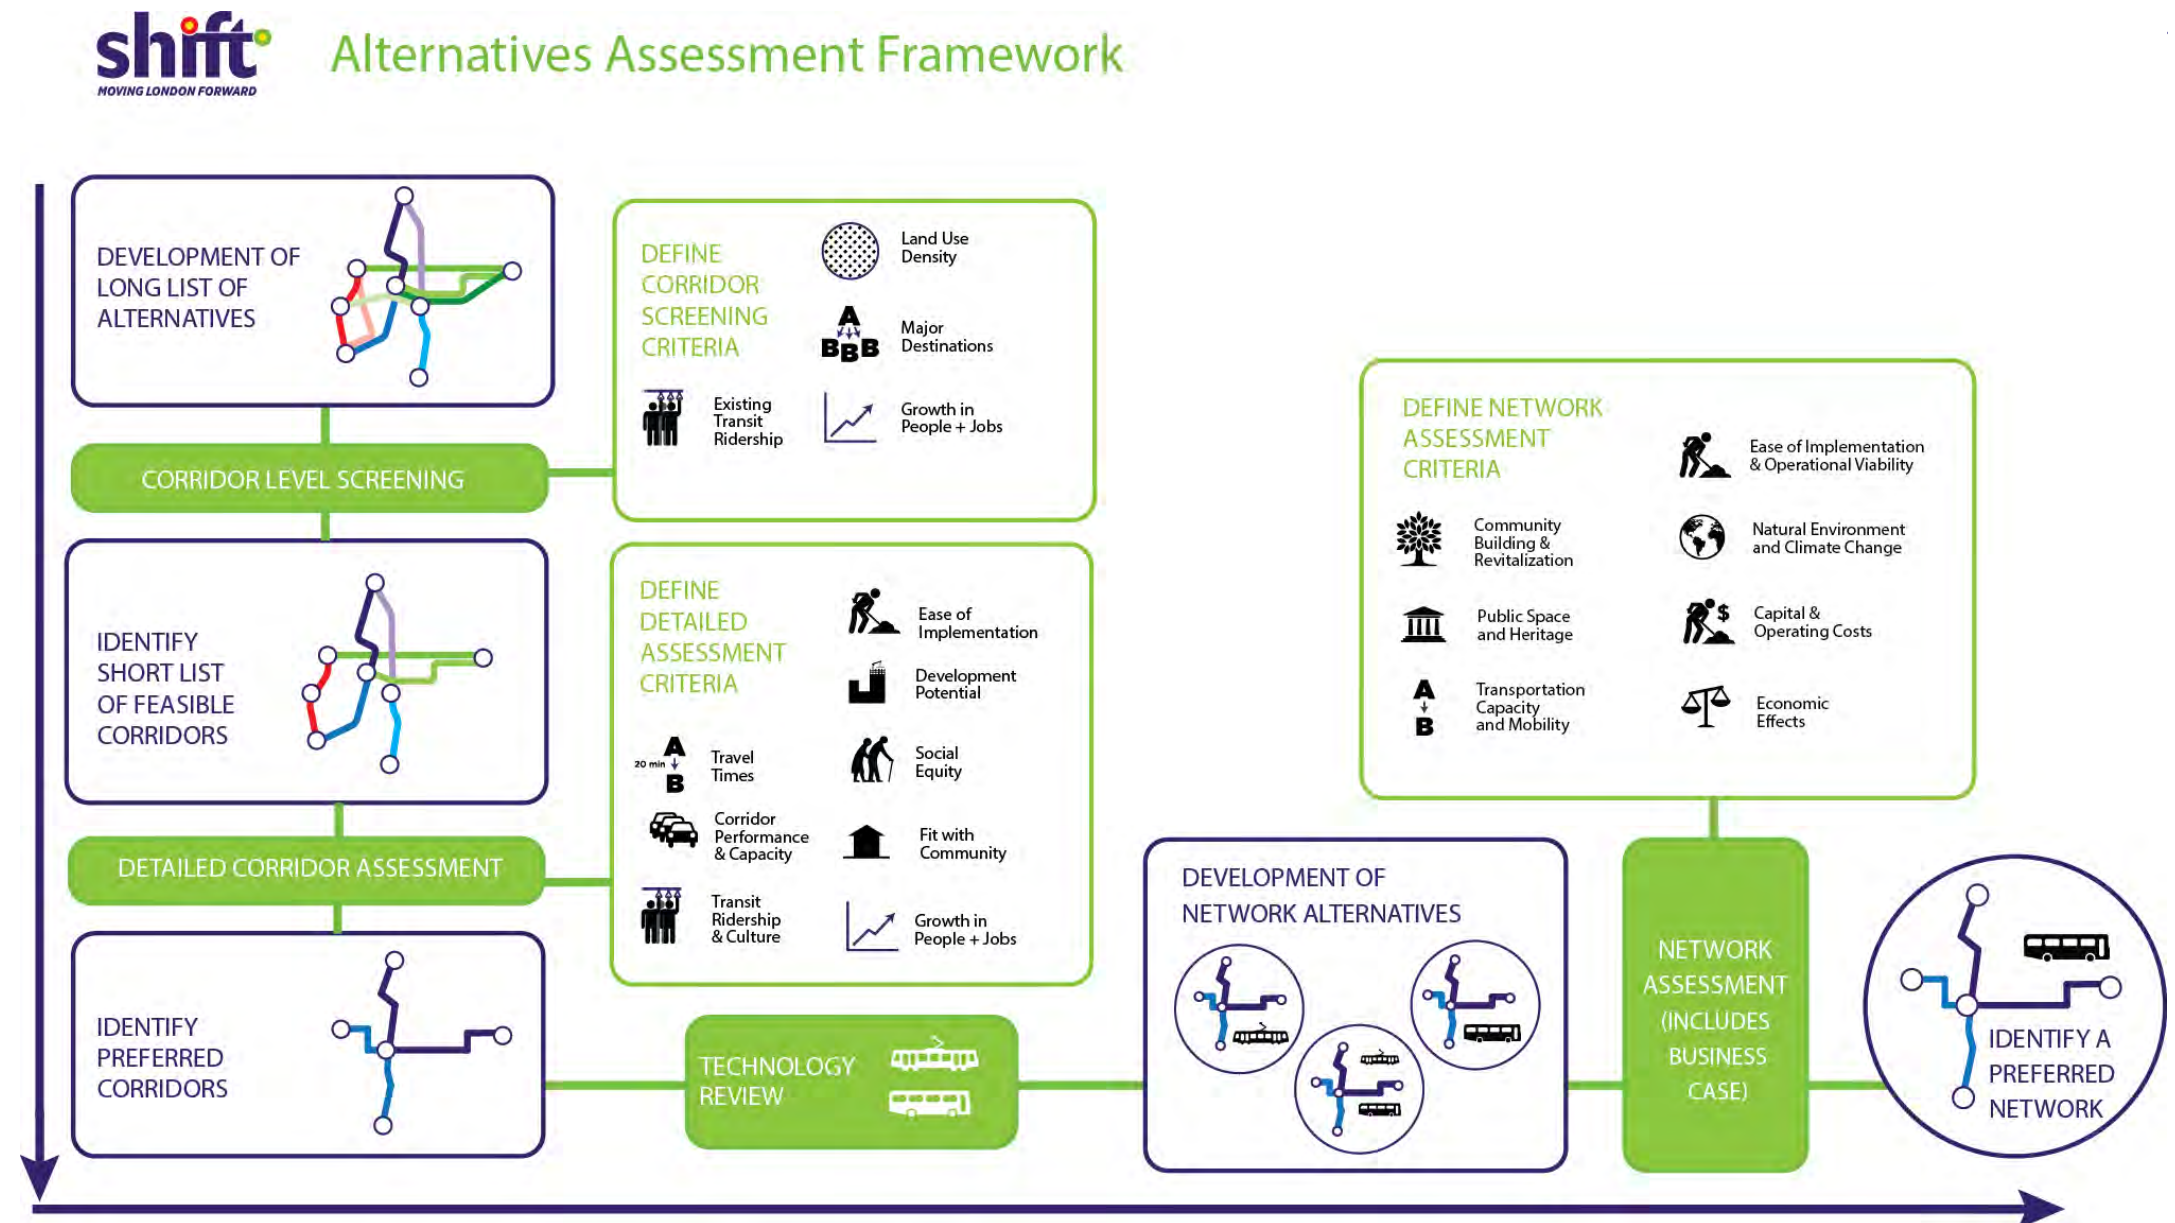 shift
MOVING LONDON FORWARD
Alternatives Assessment Framework
DEVELOPMENT OF
LONG LIST OF
ALTERNATIVES
CORRIDOR LEVEL SCREENING
DEFINE
CORRIDOR
SCREENING
CRITERIA
Land Use
Density
A
BBB
Major
Destinations
Existing
Transit
Ridership
Growth in
People + Jobs
IDENTIFY
SHORT LIST
OF FEASIBLE
CORRIDORS
DETAILED CORRIDOR ASSESSMENT
DEFINE
DETAILED
ASSESSMENT
CRITERIA
Ease of
Implementation
Development
Potential
A
20 min
B
Travel
Times
Social
Equity
Corridor
Performance
& Capacity
Fit with
Community
Transit
Ridership
& Culture
Growth in
People + Jobs
IDENTIFY
PREFERRED
CORRIDORS
TECHNOLOGY
REVIEW
DEVELOPMENT OF
NETWORK ALTERNATIVES
DEFINE NETWORK
ASSESSMENT
CRITERIA
Ease of Implementation
& Operational Viability
Community
Building &
Revitalization
Natural Environment
and Climate Change
Public Space
and Heritage
$
Capital &
Operating Costs
A
B
Transportation
Capacity
and Mobility
Economic
Effects
NETWORK
ASSESSMENT
(INCLUDES
BUSINESS
CASE)
IDENTIFY A
PREFERRED
NETWORK